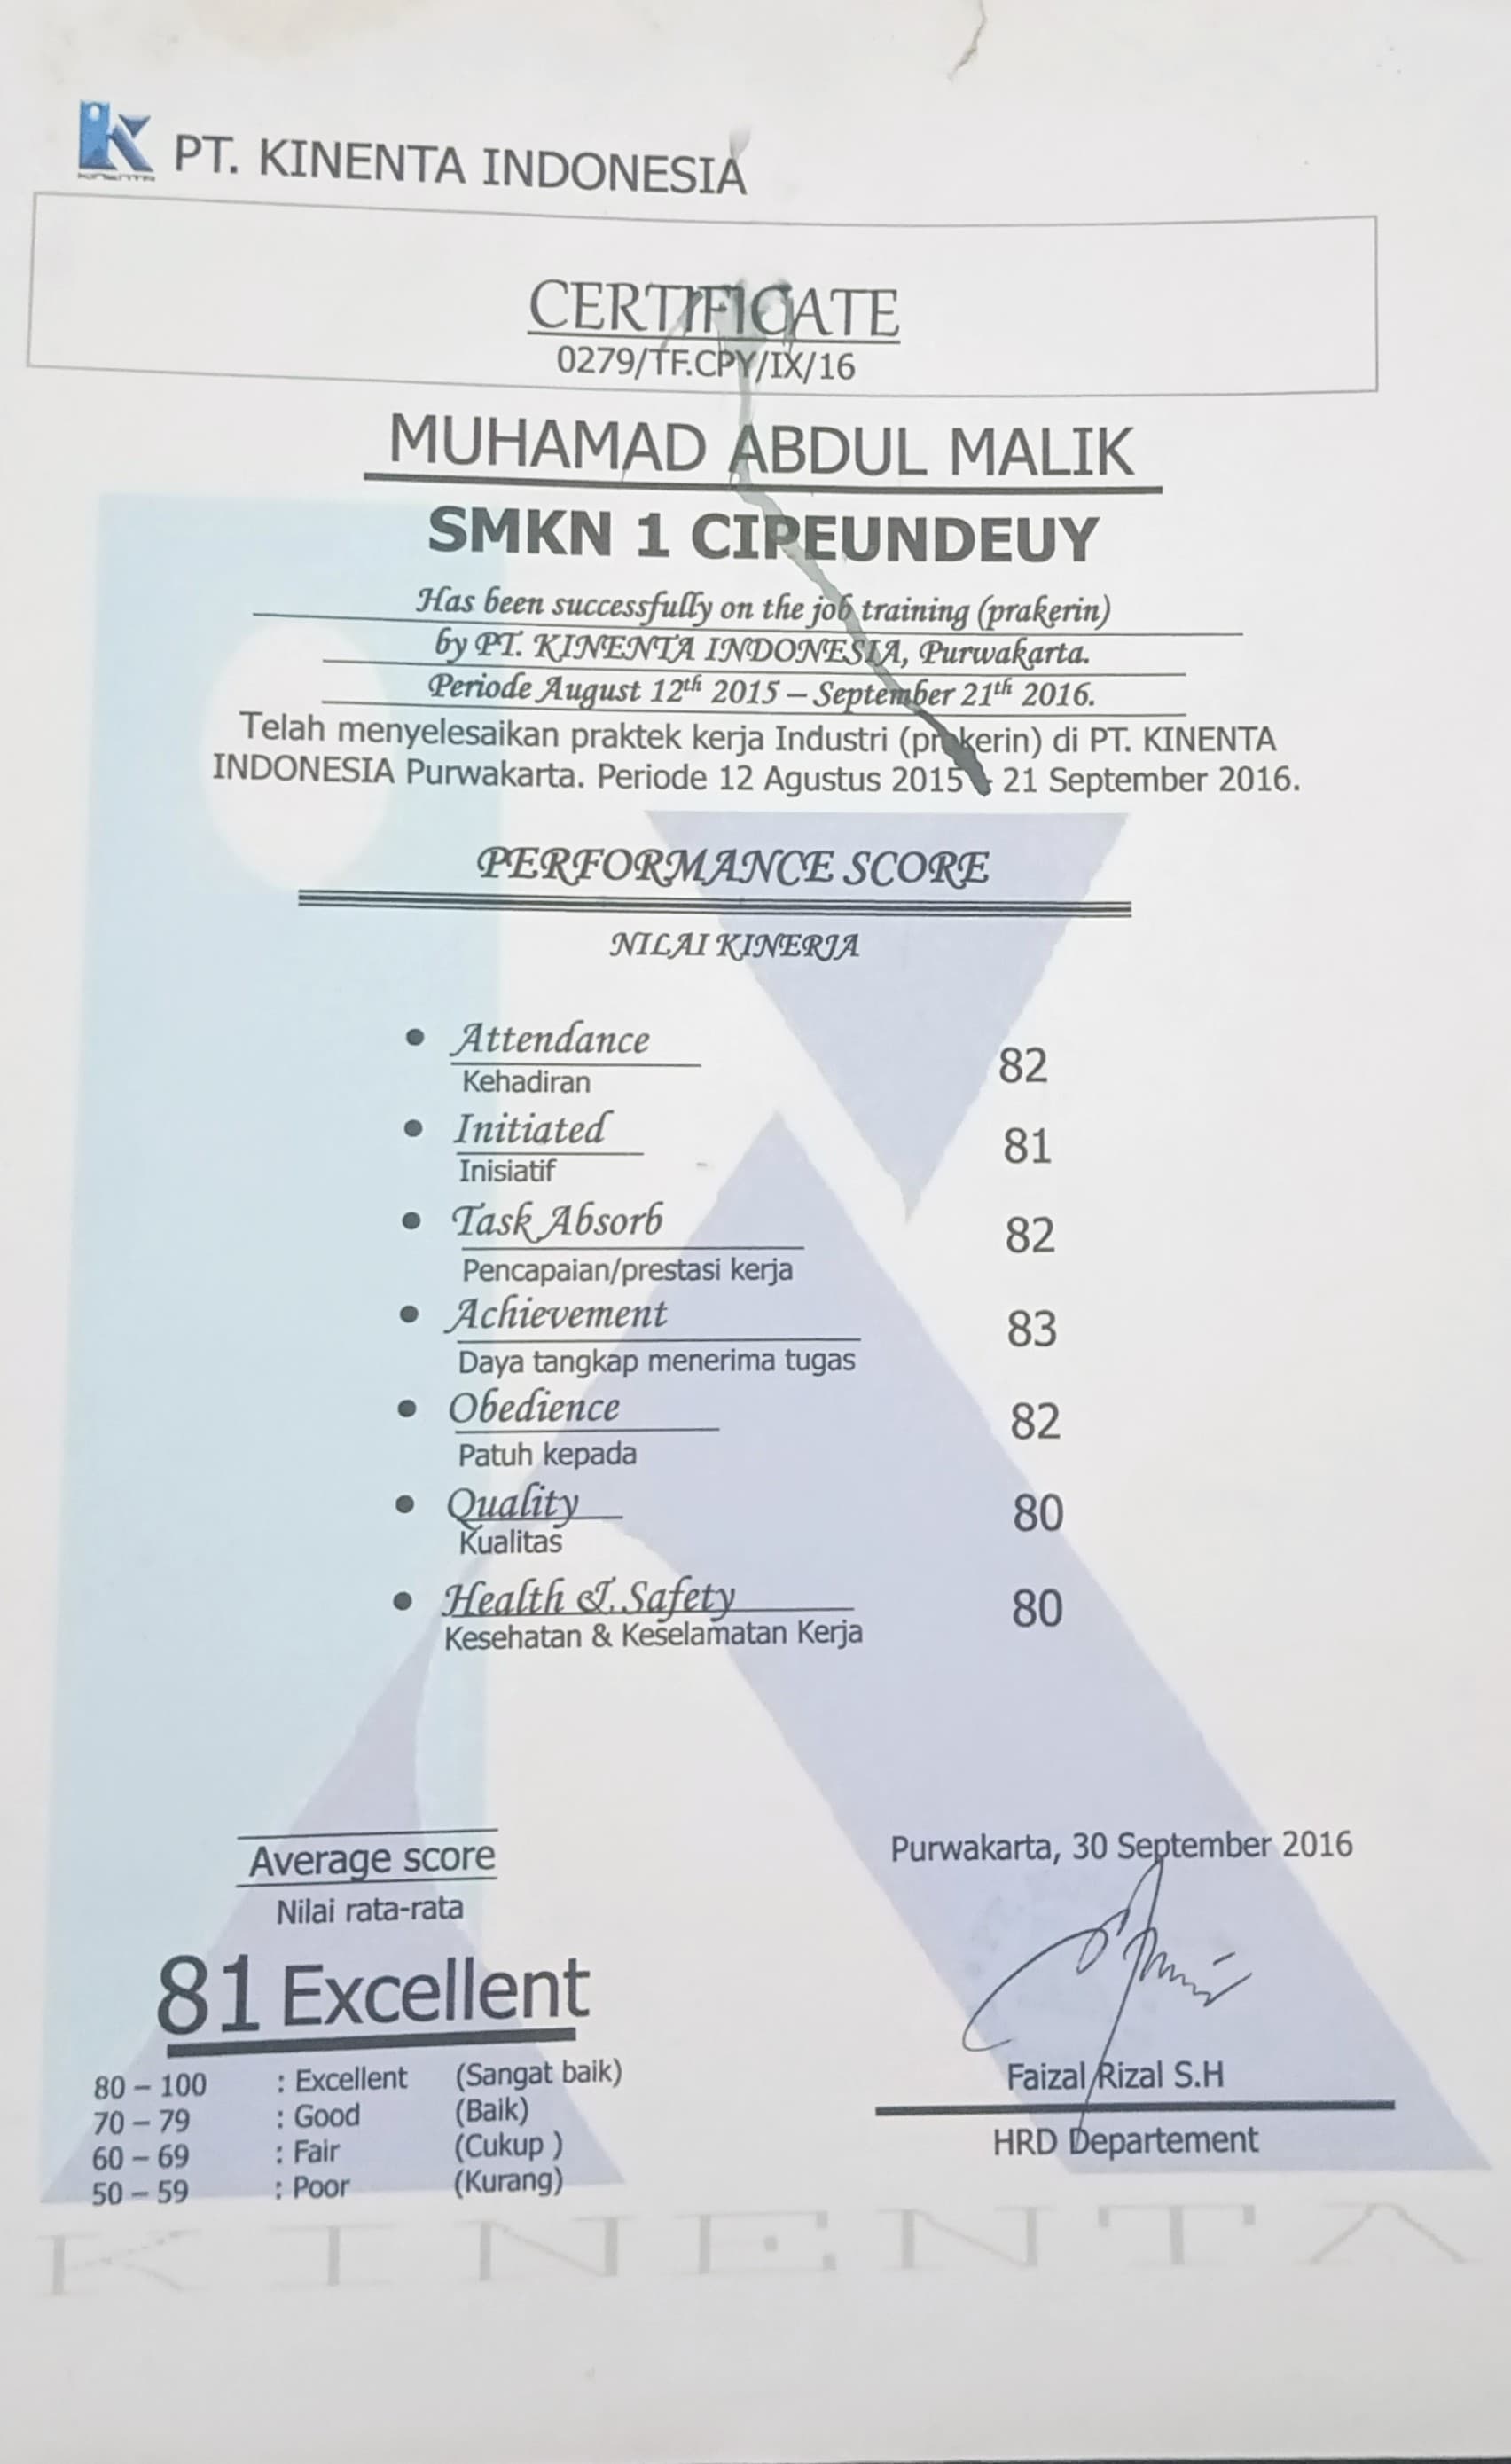 KINENTA
PT. KINENTA INDONESIA
CERTIFICATE
0279/TF.CPY/IX/16
MUHAMAD ABDUL MALIK
SMKN 1 CIPEUNDEUY
Has been successfully on the job training (prakerin)
by PT. KINENTA INDONESIA, Purwakarta.
Periode August 12th 2015 – September 21th 2016.
Telah menyelesaikan praktek kerja Industri (prakerin) di PT. KINENTA
INDONESIA Purwakarta. Periode 12 Agustus 2015 - 21 September 2016.
PERFORMANCE SCORE
NILAI KINERJA
• Attendance 82
Kehadiran
• Initiated 81
Inisiatif
• Task Absorb 82
Pencapaian/prestasi kerja
• Achievement 83
Daya tangkap menerima tugas
• Obedience 82
Patuh kepada
• Quality 80
Kualitas
• Health & Safety 80
Kesehatan & Keselamatan Kerja
Average score
Nilai rata-rata
81 Excellent
80 – 100 : Excellent (Sangat baik)
70 – 79 : Good (Baik)
60 – 69 : Fair (Cukup )
50 – 59 : Poor (Kurang)
Purwakarta, 30 September 2016
Faizal Rizal S.H
HRD Departement
KINENTA